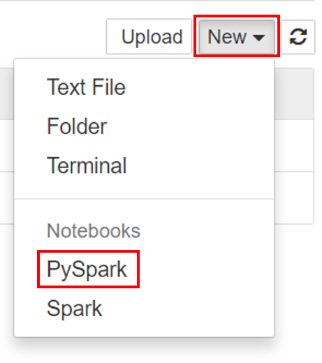 Upload New
Text File
Folder
Terminal
Notebooks
PySpark
Spark